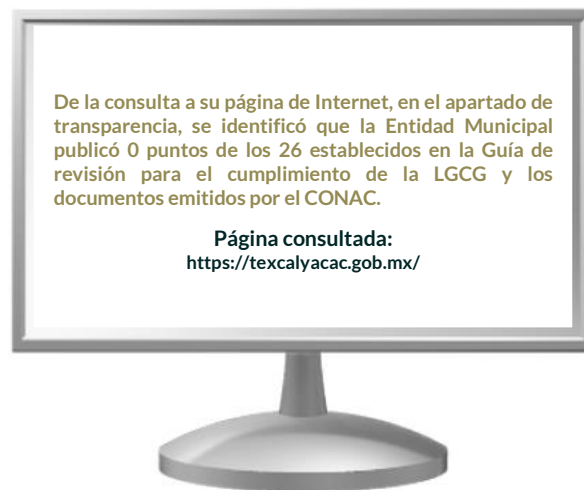 De la consulta a su página de Internet, en el apartado de
transparencia, se identificó que la Entidad Municipal
publicó 0 puntos de los 26 establecidos en la Guía de
revisión para el cumplimiento de la LGCG y los
documentos emitidos por el CONAC.
Página consultada:
https://texcalyacac.gob.mx/